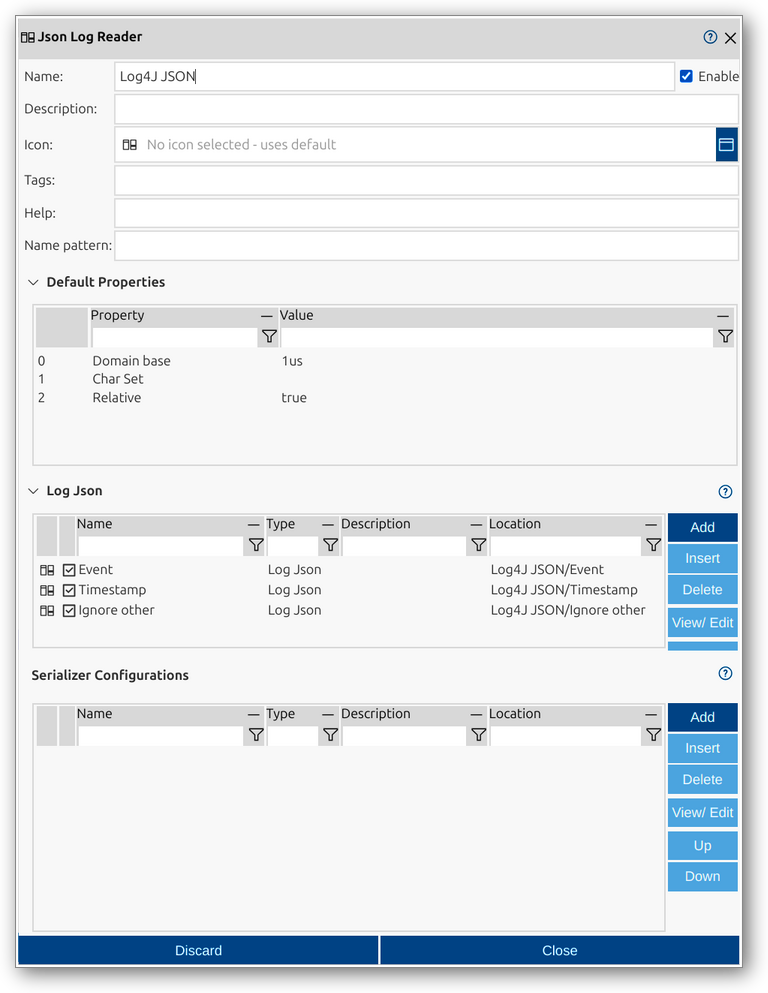 Json Log Reader
Name: Log4J JSON Enable
Description:
Icon: No icon selected - uses default
Tags:
Help:
Name pattern:
Default Properties
Property Value
0 Domain base 1us
1 Char Set
2 Relative true
Log Json
Name Type Description Location Add
Insert
Event Log Json Log4J JSON/Event
Timestamp Log Json Log4J JSON/Timestamp Delete
Ignore other Log Json Log4J JSON/Ignore other
View/ Edit
Serializer Configurations
Name Type Description Location Add
Insert
Delete
View/ Edit
Up
Down
Discard Close